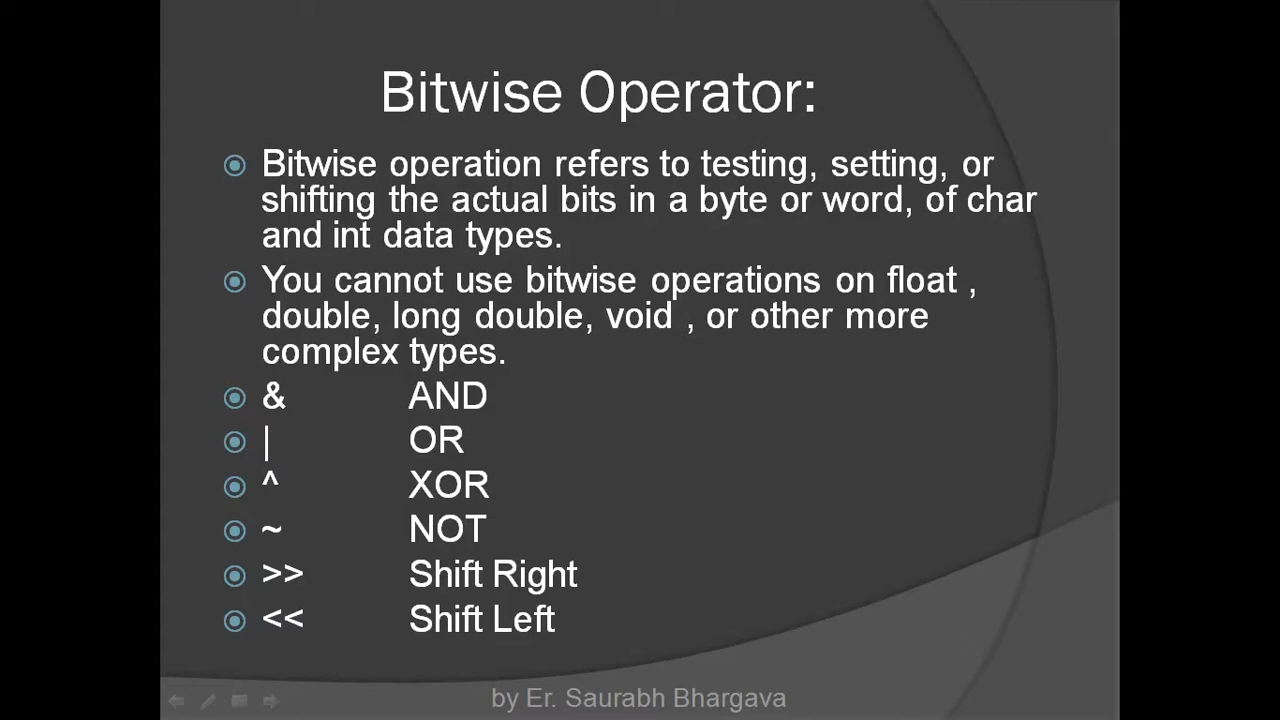 Bitwise Operator:
Bitwise operation refers to testing, setting, or
shifting the actual bits in a byte or word, of char
and int data types.
You cannot use bitwise operations on float ,
double, long double, void , or other more
complex types.
& AND
| OR
^ XOR
~ NOT
>> Shift Right
<< Shift Left
by Er. Saurabh Bhargava